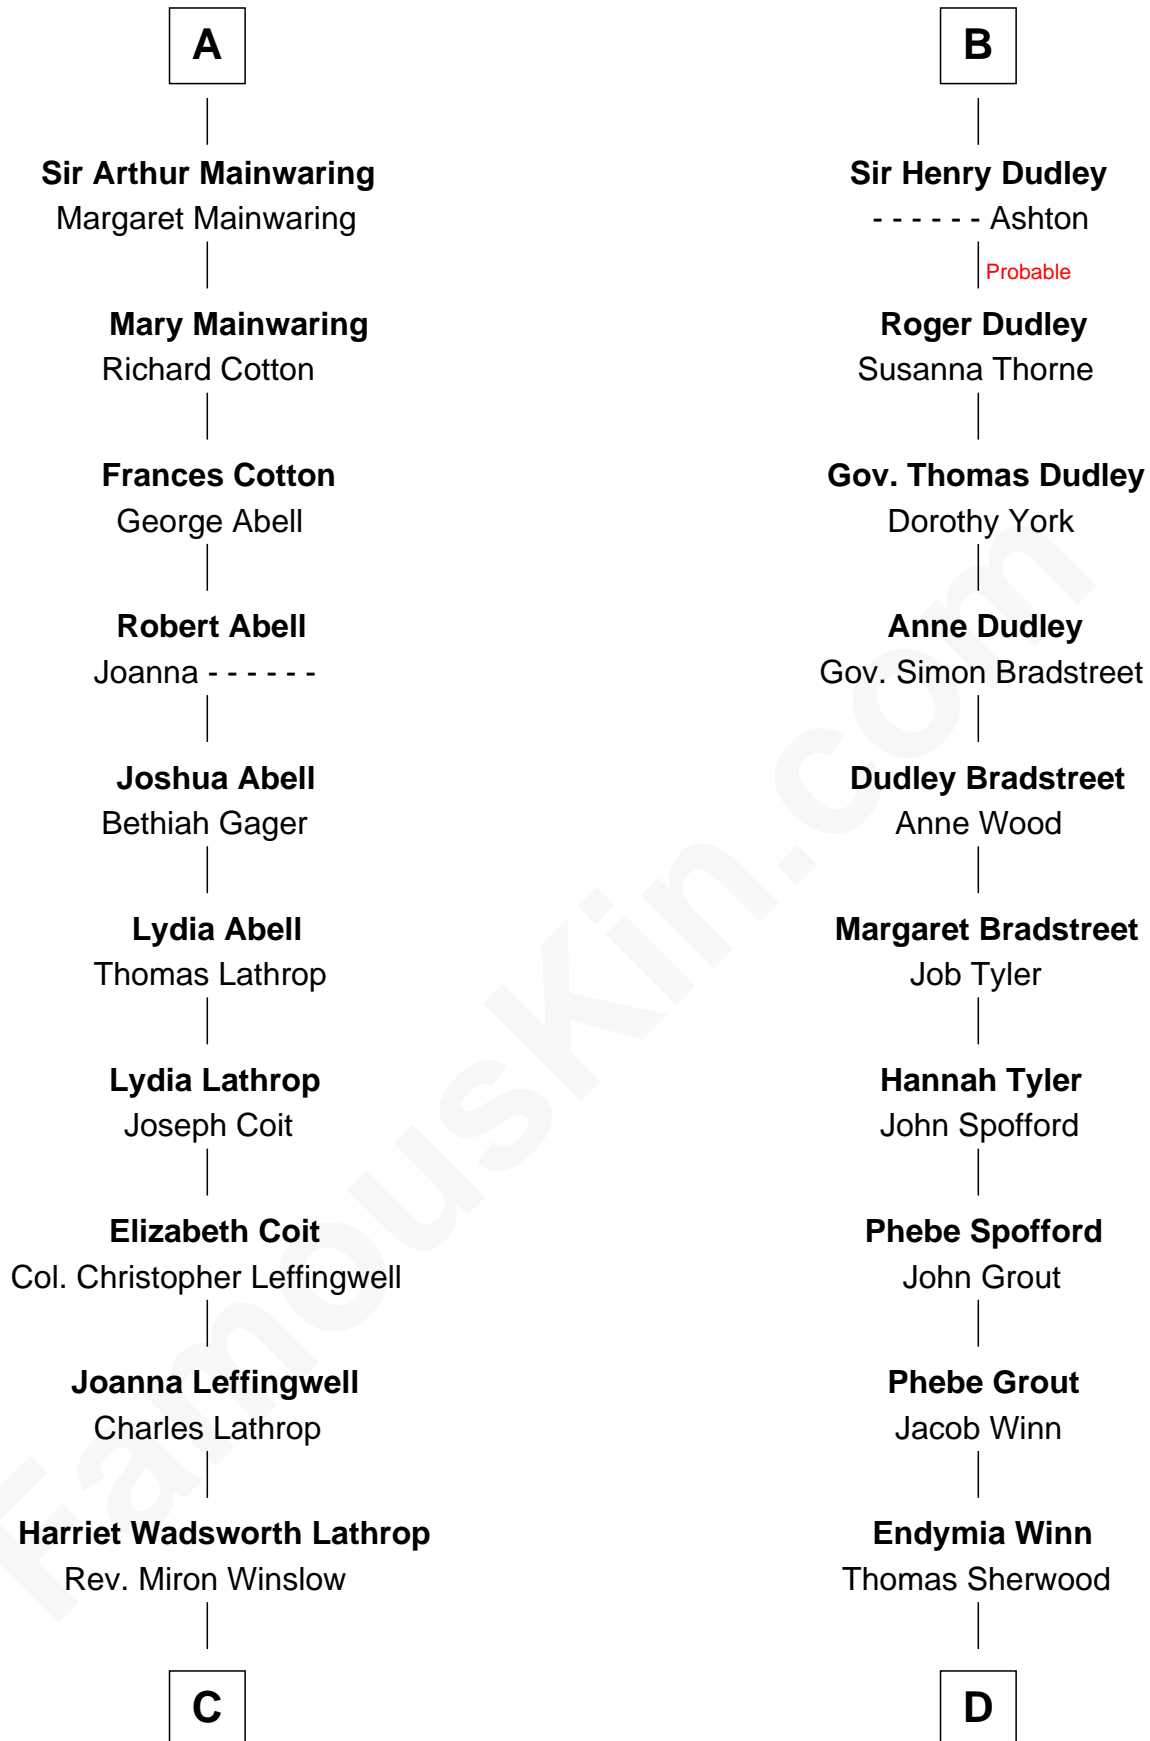 A
Sir Arthur Mainwaring
Margaret Mainwaring
Mary Mainwaring
Richard Cotton
Frances Cotton
George Abell
Robert Abell
Joanna - - - - - -
Joshua Abell
Bethiah Gager
Lydia Abell
Thomas Lathrop
Lydia Lathrop
Joseph Coit
Elizabeth Coit
Col. Christopher Leffingwell
Joanna Leffingwell
Charles Lathrop
Harriet Wadsworth Lathrop
Rev. Miron Winslow
C
B
Sir Henry Dudley
- - - - - - Ashton
Probable
Roger Dudley
Susanna Thorne
Gov. Thomas Dudley
Dorothy York
Anne Dudley
Gov. Simon Bradstreet
Dudley Bradstreet
Anne Wood
Margaret Bradstreet
Job Tyler
Hannah Tyler
John Spofford
Phebe Spofford
John Grout
Phebe Grout
Jacob Winn
Endymia Winn
Thomas Sherwood
D
FamousKin.com